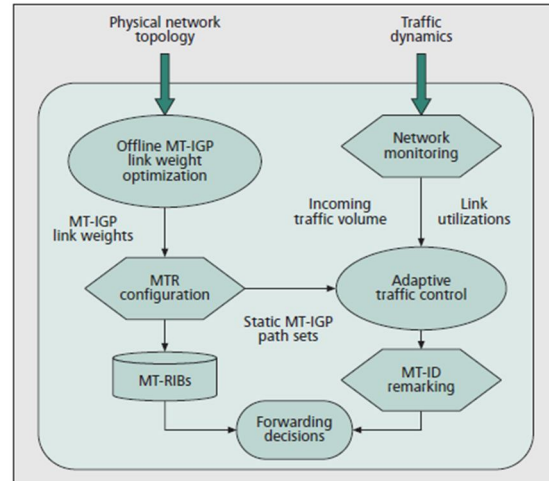 Physical network
topology
Traffic
dynamics
Offline MT-IGP
link weight
optimization
Network
monitoring
MT-IGP
link weights
Incoming
traffic volume
Link
utilizations
MTR
configuration
Adaptive
traffic control
Static MT-IGP
path sets
MT-RIBs
MT-ID
remarking
Forwarding
decisions